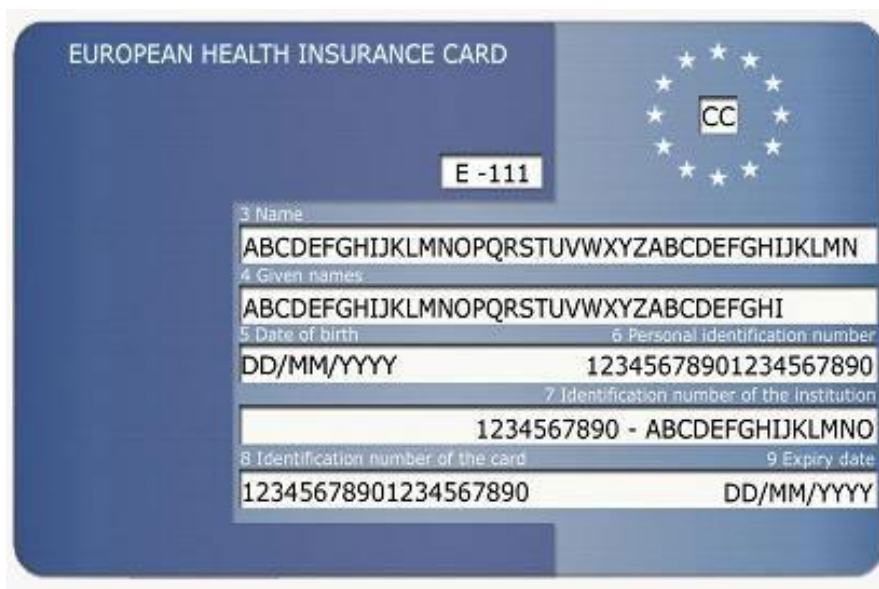 EUROPEAN HEALTH INSURANCE CARD
CC
E -111
3 Name
ABCDEFGHIJKLMNOPQRSTUVWXYZABCDEFGHIJKLMN
4 Given names
ABCDEFGHIJKLMNOPQRSTUVWXYZABCDEFGHI
5 Date of birth 6 Personal identification number
DD/MM/YYYY 12345678901234567890
7 Identification number of the institution
1234567890 - ABCDEFGHIJKLMNO
8 Identification number of the card 9 Expiry date
12345678901234567890 DD/MM/YYYY